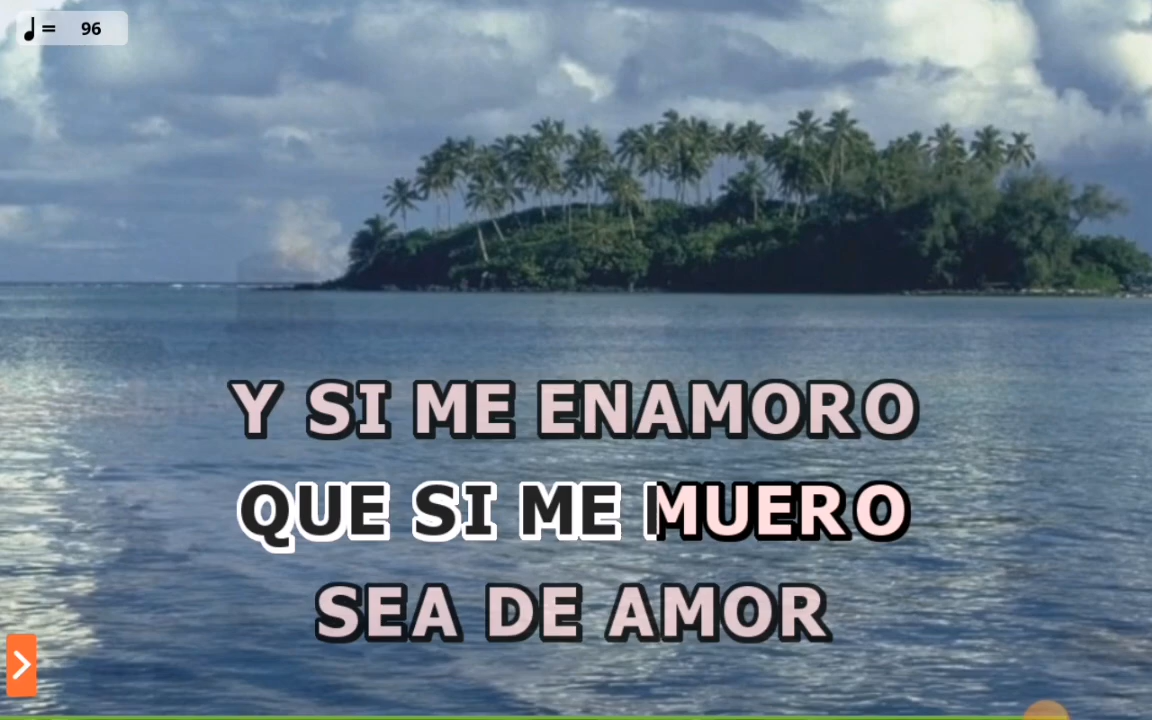 ♩= 96
Y SI ME ENAMORO
QUE SI ME MUERO
SEA DE AMOR